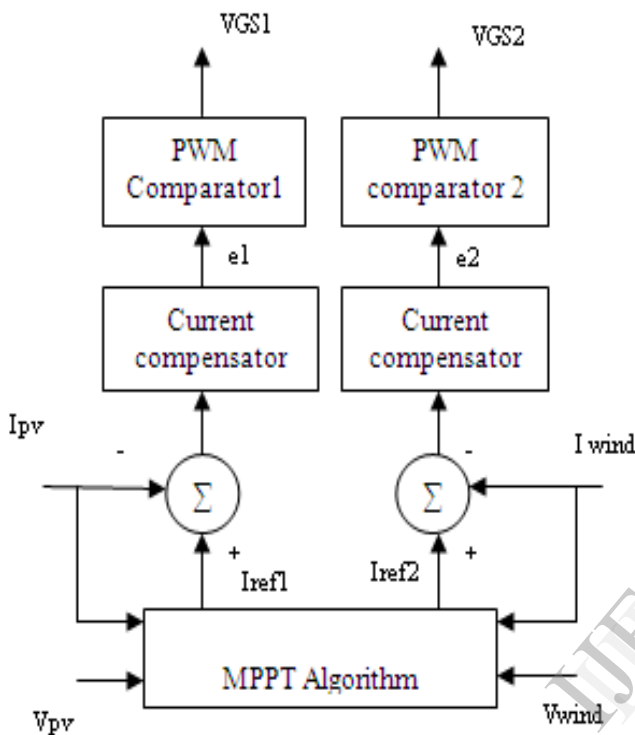 VGS1
VGS2
PWM
Comparator1
PWM
comparator 2
e1
e2
Current
compensator
Current
compensator
Ipv
-
-
I wind
Σ
Σ
+
+
Iref1
Iref2
MPPT Algorithm
Vpv
Vwind